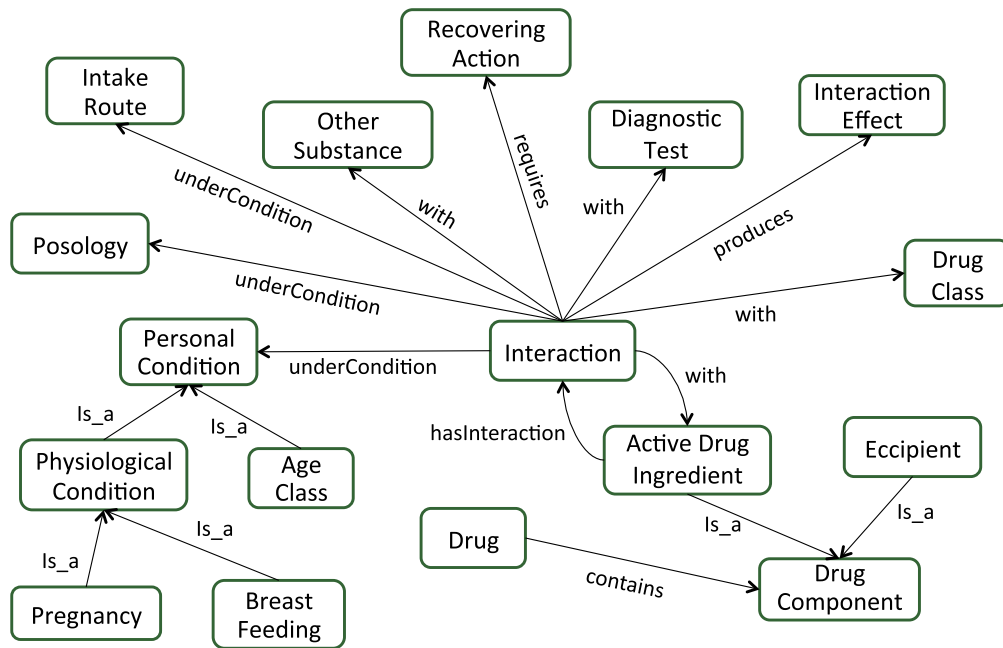 Recovering
Action
Intake
Route
Interaction
Effect
Other
Substance
Diagnostic
Test
requires
underCondition
with
with
produces
Posology
underCondition
Drug
Class
with
Personal
Condition
underCondition
Interaction
with
Is_a
Is_a
hasInteraction
Active Drug
Ingredient
Eccipient
Physiological
Condition
Age
Class
Is_a
Is_a
Drug
Is_a
Is_a
contains
Drug
Component
Pregnancy
Breast
Feeding